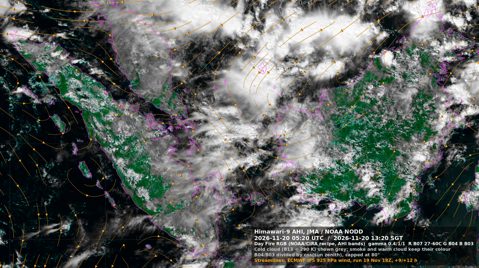 Himawari-9 AHI, JMA / NOAA NODD
2026-11-20 05:20 UTC / 2026-11-20 13:20 SGT
Day Fire RGB (NOAA/CIRA recipe, AHI bands) gamma 0.4/1/1 R B07 27-60C G B04 B B03
Cold cloud (B13 < 290 K) shown grey; smoke and warm cloud keep their colour
B04/B03 divided by cos(sun zenith), capped at 80°
Streamlines: ECMWF IFS 925 hPa wind, run 19 Nov 18Z, +9/+12 h